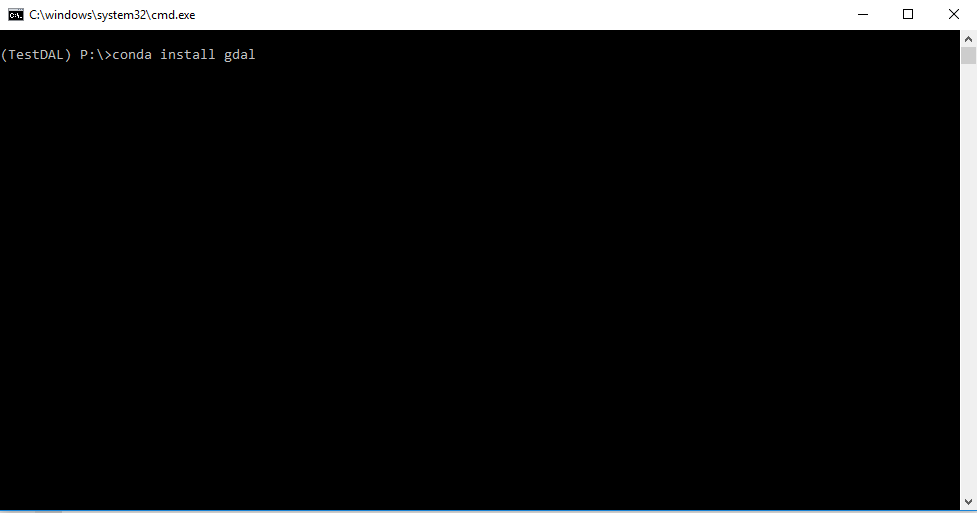 C:\windows\system32\cmd.exe
(TestDAL) P:\>conda install gdal